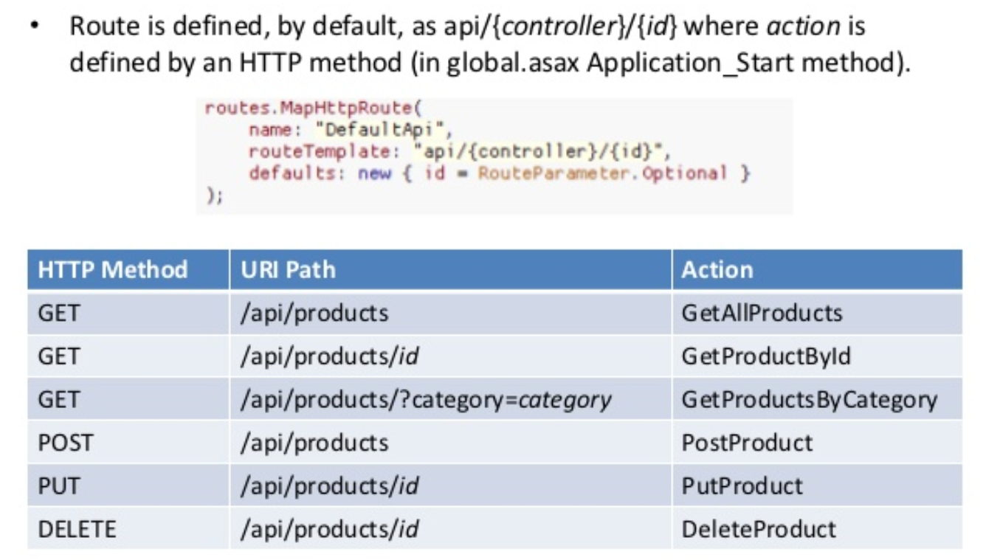 • Route is defined, by default, as api/{controller}/{id} where action is
defined by an HTTP method (in global.asax Application_Start method).
routes.MapHttpRoute(
    name: "DefaultApi",
    routeTemplate: "api/{controller}/{id}",
    defaults: new { id = RouteParameter.Optional }
);
HTTP Method URI Path Action
GET /api/products GetAllProducts
GET /api/products/id GetProductById
GET /api/products/?category=category GetProductsByCategory
POST /api/products PostProduct
PUT /api/products/id PutProduct
DELETE /api/products/id DeleteProduct